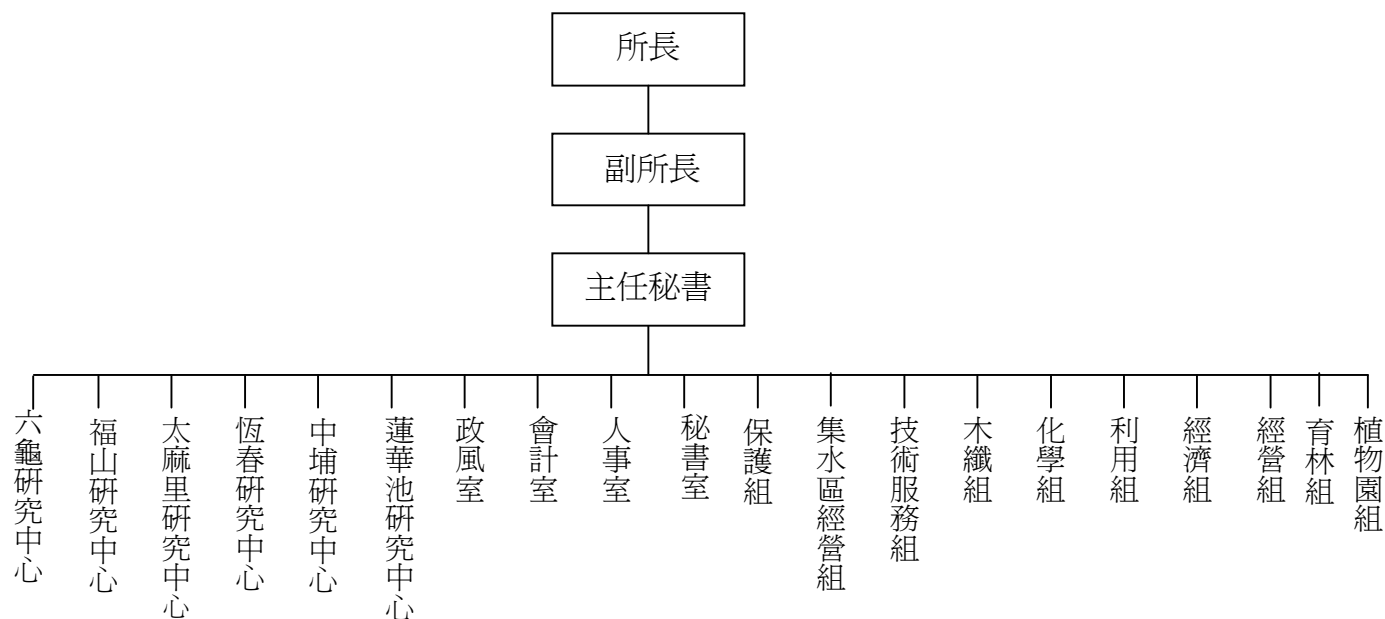 所長
副所長
主任秘書
六龜研究中心
福山研究中心
太麻里研究中心
恆春研究中心
中埔研究中心
蓮華池研究中心
政風室
會計室
人事室
秘書室
保護組
集水區經營組
技術服務組
木纖組
化學組
利用組
經濟組
經營組
育林組
植物園組